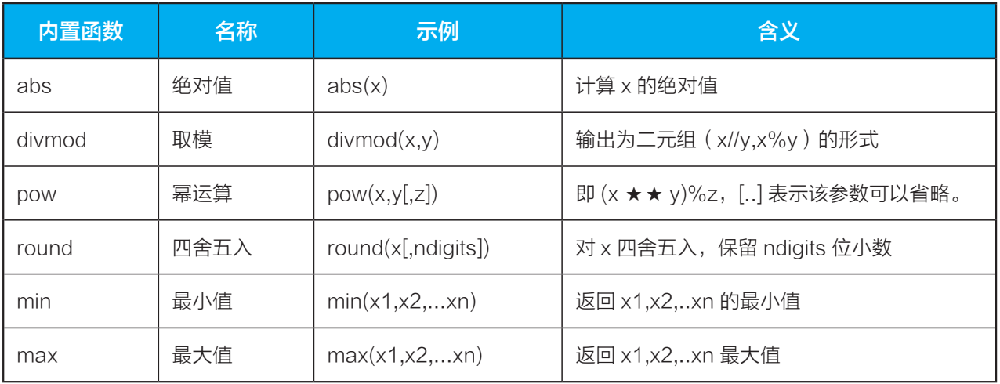 内置函数 名称 示例 含义
abs 绝对值 abs(x) 计算 x 的绝对值
divmod 取模 divmod(x,y) 输出为二元组（x//y,x%y）的形式
pow 幂运算 pow(x,y[,z]) 即 (x ★★ y)%z，[..] 表示该参数可以省略。
round 四舍五入 round(x[,ndigits]) 对 x 四舍五入，保留 ndigits 位小数
min 最小值 min(x1,x2,...xn) 返回 x1,x2,..xn 的最小值
max 最大值 max(x1,x2,...xn) 返回 x1,x2,..xn 最大值